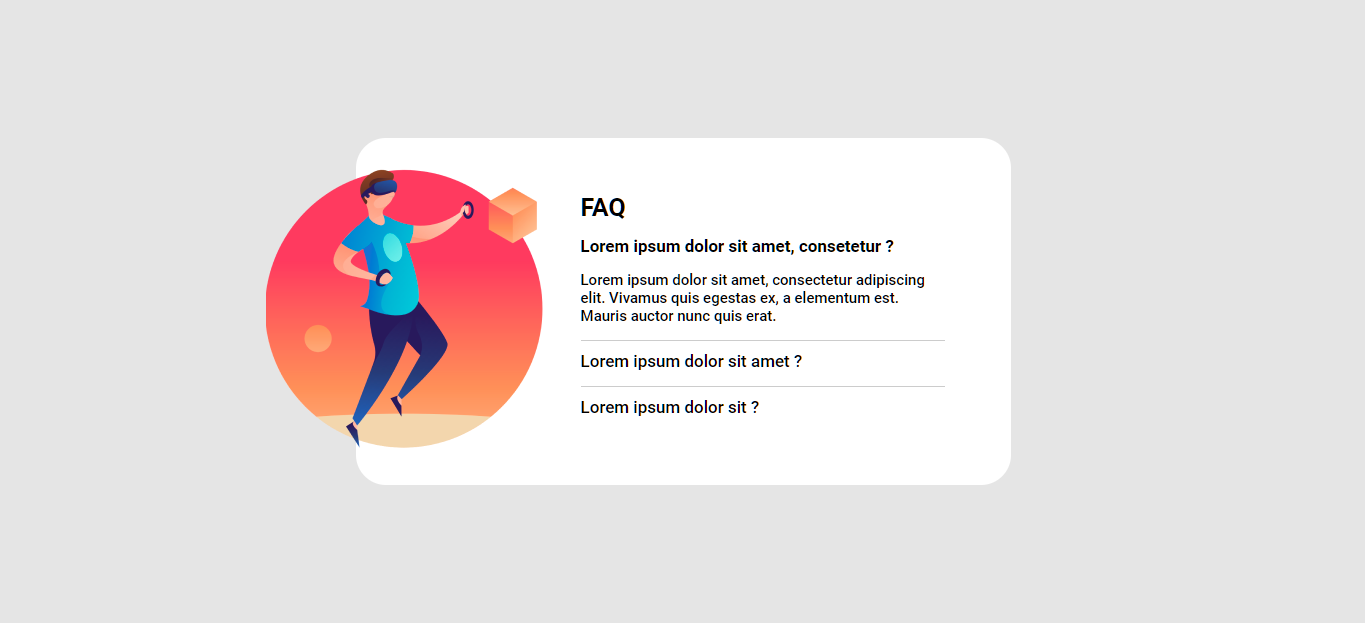 FAQ
Lorem ipsum dolor sit amet, consetetur ?
Lorem ipsum dolor sit amet, consectetur adipiscing
elit. Vivamus quis egestas ex, a elementum est.
Mauris auctor nunc quis erat.
Lorem ipsum dolor sit amet ?
Lorem ipsum dolor sit ?